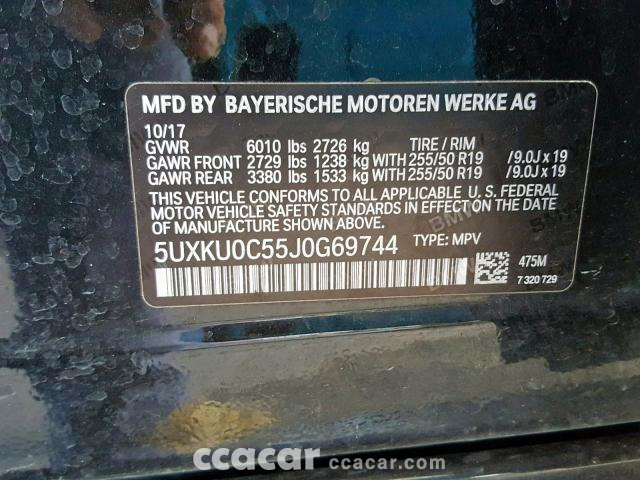 MFD BY BAYERISCHE MOTOREN WERKE AG
10/17
GVWR 6010 lbs 2726 kg TIRE / RIM
GAWR FRONT 2729 lbs 1238 kg WITH 255/50 R19 /9.0J x 19
GAWR REAR 3380 lbs 1533 kg WITH 255/50 R19 /9.0J x 19
THIS VEHICLE CONFORMS TO ALL APPLICABLE U. S. FEDERAL
MOTOR VEHICLE SAFETY STANDARDS IN EFFECT ON THE DATE
OF MANUFACTURE SHOWN ABOVE.
5UXKU0C55J0G69744 TYPE: MPV
475M
7 320 729
ccacar ccacar.com